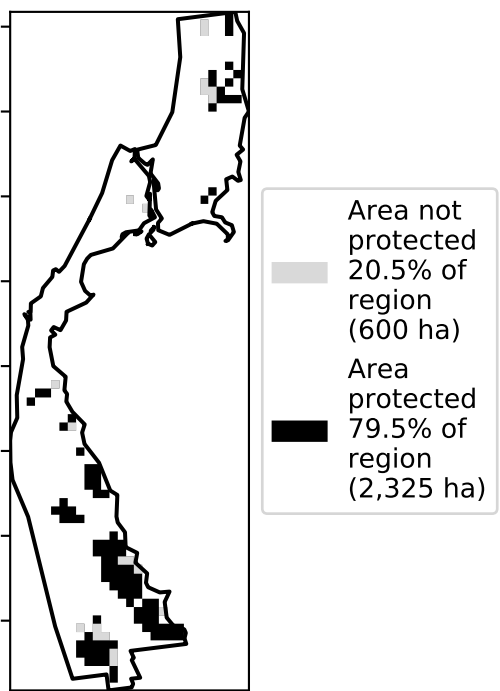 Area not
protected
20.5% of
region
(600 ha)
Area
protected
79.5% of
region
(2,325 ha)